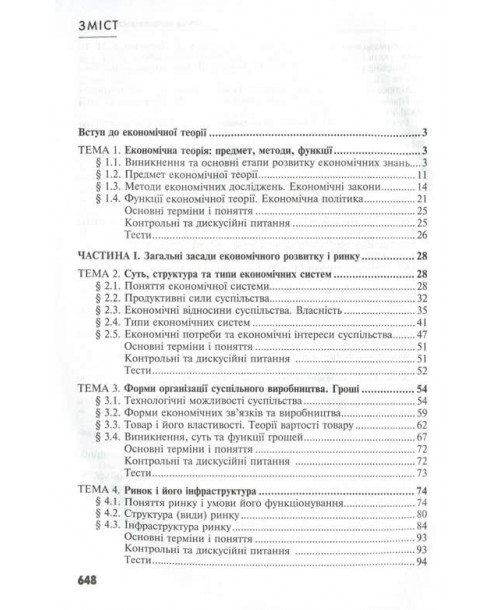 ЗМІСТ
Вступ до економічної теорії ........ 3
ТЕМА 1. Економічна теорія: предмет, методи, функції ........ 3
§ 1.1. Виникнення та основні етапи розвитку економічних знань. 3
§ 1.2. Предмет економічної теорії ........ 11
§ 1.3. Методи економічних досліджень. Економічні закони ........ 14
§ 1.4. Функції економічної теорії. Економічна політика ........ 21
Основні терміни і поняття ........ 25
Контрольні та дискусійні питання ........ 25
Тести ........ 26
ЧАСТИНА I. Загальні засади економічного розвитку і ринку ........ 28
ТЕМА 2. Суть, структура та типи економічних систем ........ 28
§ 2.1. Поняття економічної системи ........ 28
§ 2.2. Продуктивні сили суспільства ........ 32
§ 2.3. Економічні відносини суспільства. Власність ........ 35
§ 2.4. Типи економічних систем ........ 41
§ 2.5. Економічні потреби та економічні інтереси суспільства ........ 47
Основні терміни і поняття ........ 51
Контрольні та дискусійні питання ........ 51
Тести ........ 52
ТЕМА 3. Форми організації суспільного виробництва. Гроші ........ 54
§ 3.1. Технологічні можливості суспільства ........ 54
§ 3.2. Форми економічних зв’язків та виробництва ........ 59
§ 3.3. Товар і його властивості. Теорії вартості товару ........ 62
§ 3.4. Виникнення, суть та функції грошей ........ 67
Основні терміни і поняття ........ 72
Контрольні та дискусійні питання ........ 72
Тести ........ 73
ТЕМА 4. Ринок і його інфраструктура ........ 74
§ 4.1. Поняття ринку і умови його функціонування ........ 74
§ 4.2. Структура (види) ринку ........ 80
§ 4.3. Інфраструктура ринку ........ 84
Основні терміни і поняття ........ 93
Контрольні та дискусійні питання ........ 93
Тести ........ 94
648